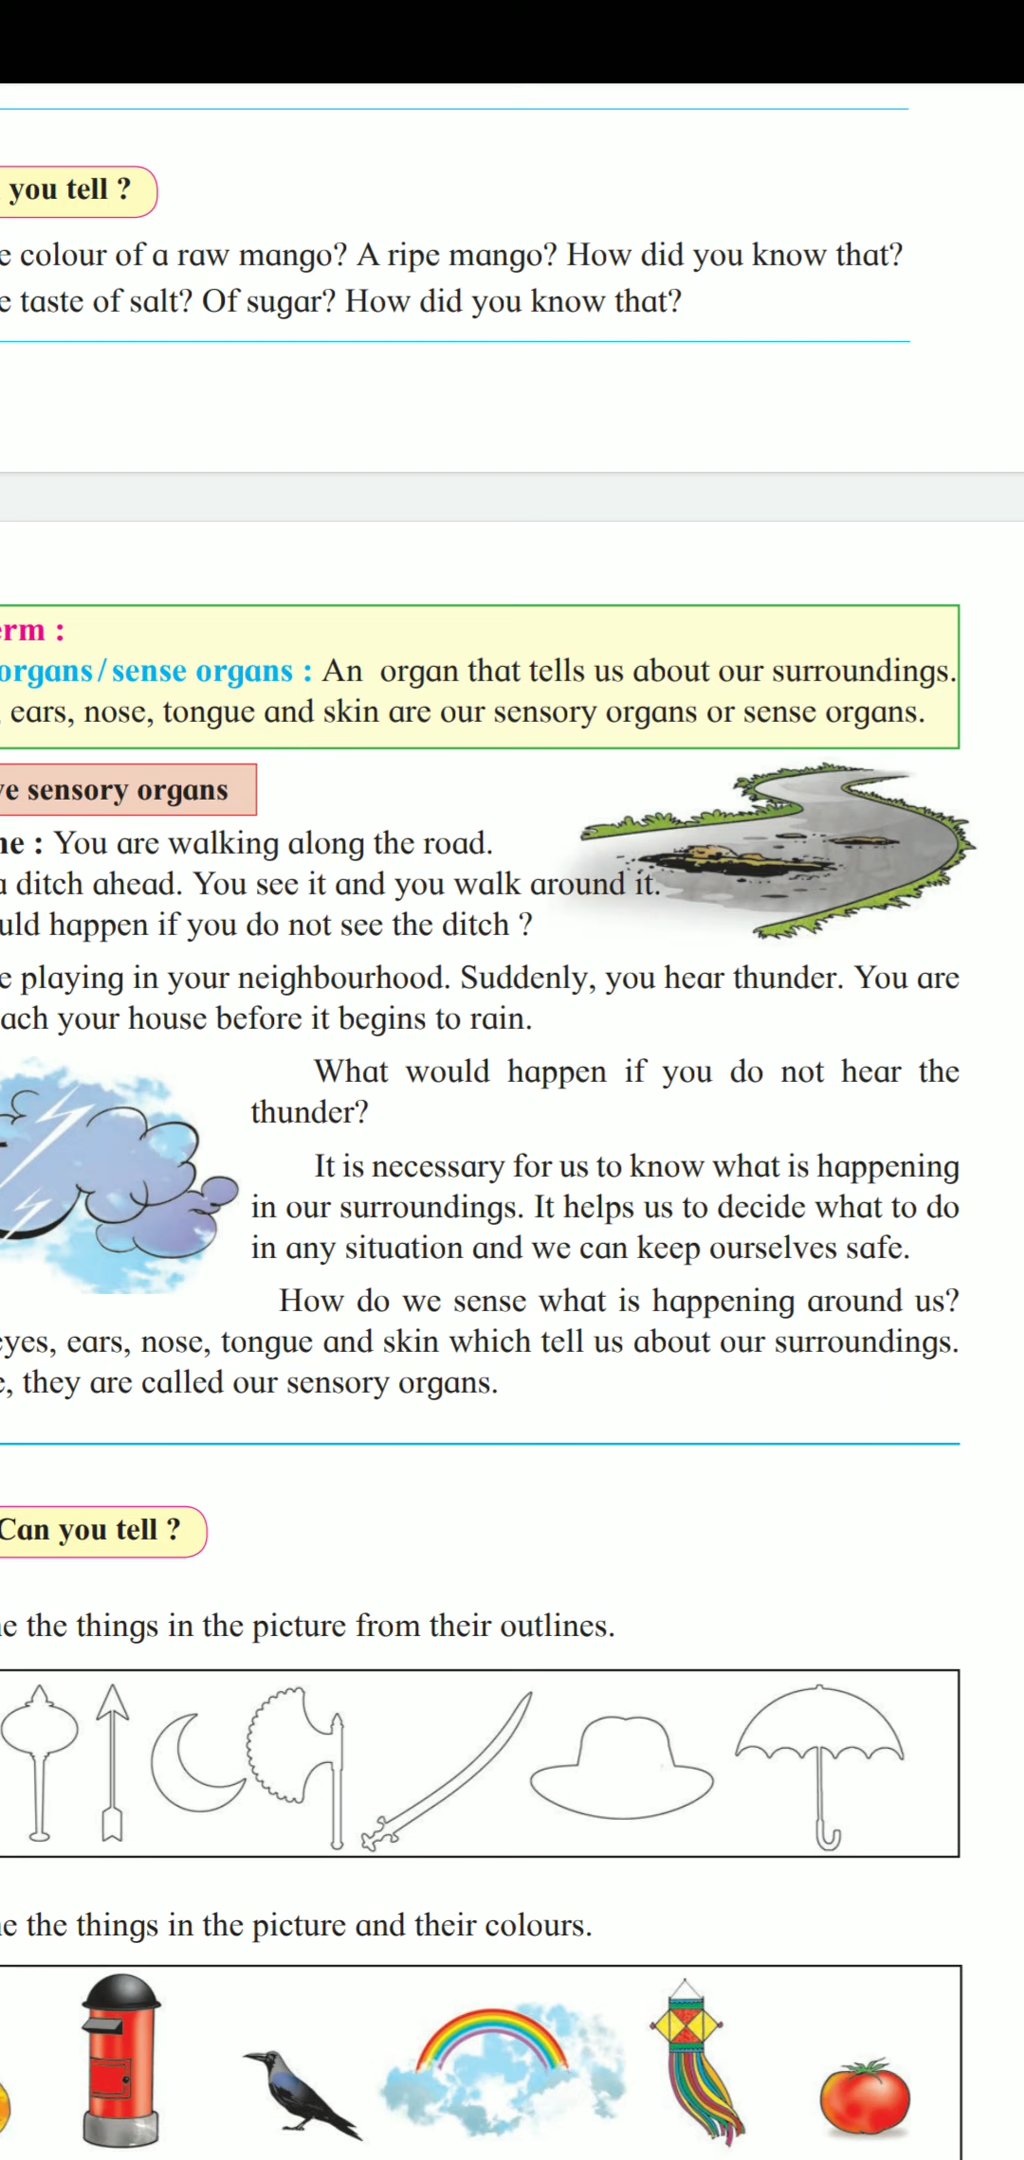 you tell ?
e colour of a raw mango? A ripe mango? How did you know that?
e taste of salt? Of sugar? How did you know that?
erm :
organs / sense organs : An organ that tells us about our surroundings.
, ears, nose, tongue and skin are our sensory organs or sense organs.
ve sensory organs
ne : You are walking along the road.
a ditch ahead. You see it and you walk around it.
uld happen if you do not see the ditch ?
e playing in your neighbourhood. Suddenly, you hear thunder. You are
ach your house before it begins to rain.
What would happen if you do not hear the
thunder?
It is necessary for us to know what is happening
in our surroundings. It helps us to decide what to do
in any situation and we can keep ourselves safe.
How do we sense what is happening around us?
eyes, ears, nose, tongue and skin which tell us about our surroundings.
e, they are called our sensory organs.
Can you tell ?
e the things in the picture from their outlines.
e the things in the picture and their colours.